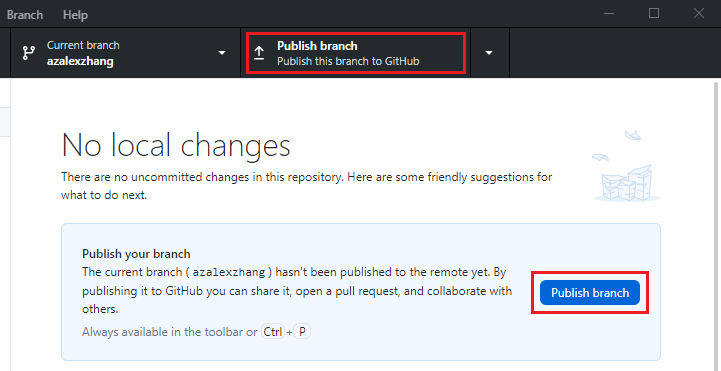 Branch Help
Current branch
azalexzhang
Publish branch
Publish this branch to GitHub
No local changes
There are no uncommitted changes in this repository. Here are some friendly suggestions for
what to do next.
Publish your branch
The current branch ( azalexzhang ) hasn't been published to the remote yet. By
publishing it to GitHub you can share it, open a pull request, and collaborate with
others.
Always available in the toolbar or Ctrl + P
Publish branch